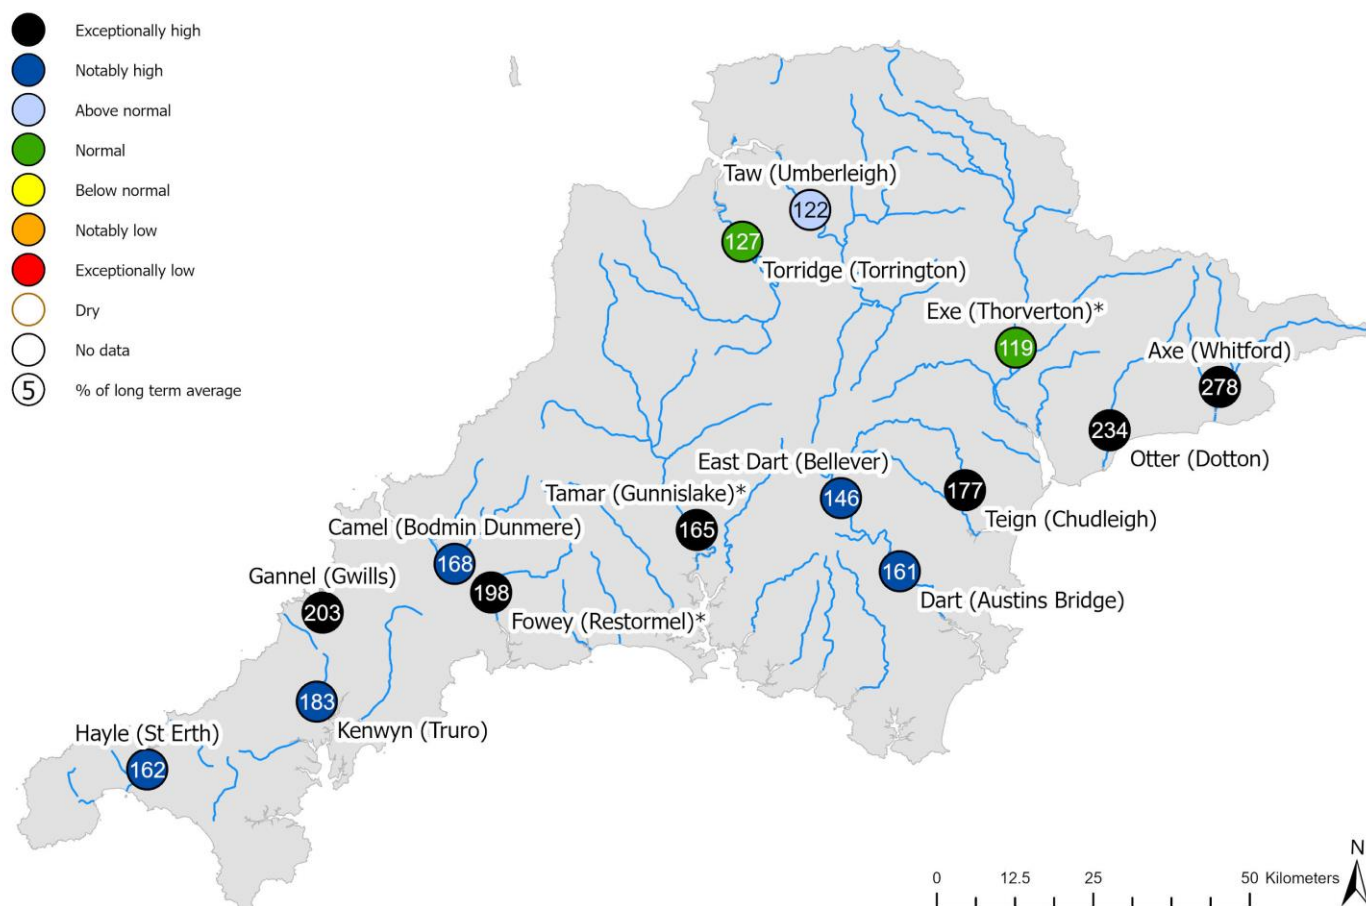 Exceptionally high
Notably high
Above normal
Normal
Below normal
Notably low
Exceptionally low
Dry
No data
5 % of long term average
Taw (Umberleigh)
122
127
Torridge (Torrington)
Exe (Thorverton)*
119
Axe (Whitford)
278
234
Otter (Dotton)
East Dart (Bellever)
146
177
Teign (Chudleigh)
Tamar (Gunnislake)*
165
Camel (Bodmin Dunmere)
168
161
Dart (Austins Bridge)
Gannel (Gwills)
203
198
Fowey (Restormel)*
183
Kenwyn (Truro)
Hayle (St Erth)
162
N
0 12.5 25 50 Kilometers